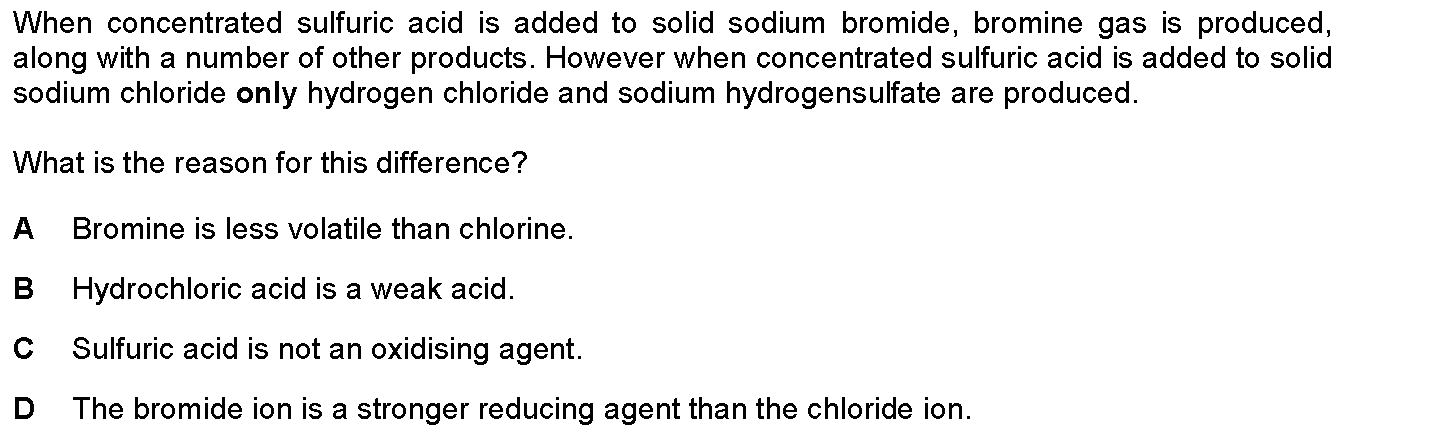 When concentrated sulfuric acid is added to solid sodium bromide, bromine gas is produced,
along with a number of other products. However when concentrated sulfuric acid is added to solid
sodium chloride only hydrogen chloride and sodium hydrogensulfate are produced.
What is the reason for this difference?
A Bromine is less volatile than chlorine.
B Hydrochloric acid is a weak acid.
C Sulfuric acid is not an oxidising agent.
D The bromide ion is a stronger reducing agent than the chloride ion.